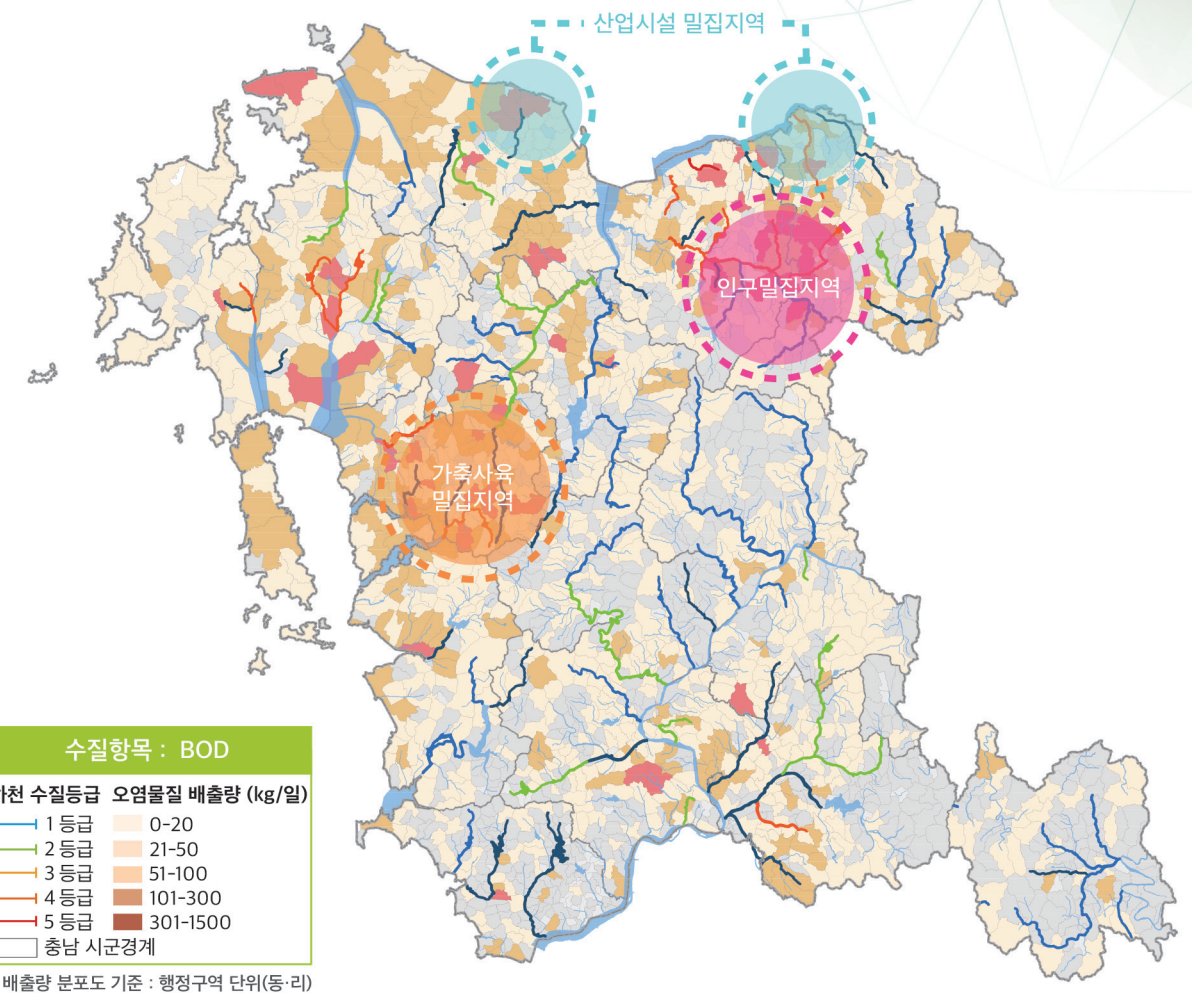 산업시설 밀집지역
인구밀집지역
가축사육
밀집지역
수질항목 : BOD
하천 수질등급 오염물질 배출량 (kg/일)
1 등급 0-20
2 등급 21-50
3 등급 51-100
4 등급 101-300
5 등급 301-1500
충남 시군경계
배출량 분포도 기준 : 행정구역 단위(동·리)